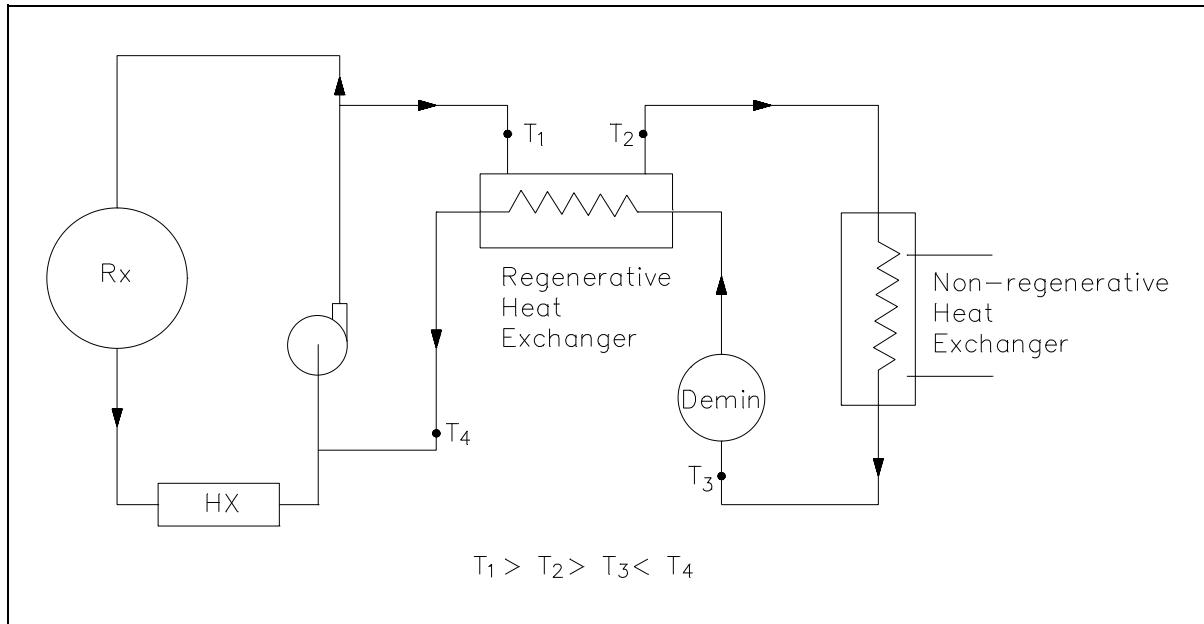 Rx
T₁
T₂
Regenerative
Heat
Exchanger
Non-regenerative
Heat
Exchanger
Demin
T₄
T₃
HX
T₁ > T₂ > T₃ < T₄